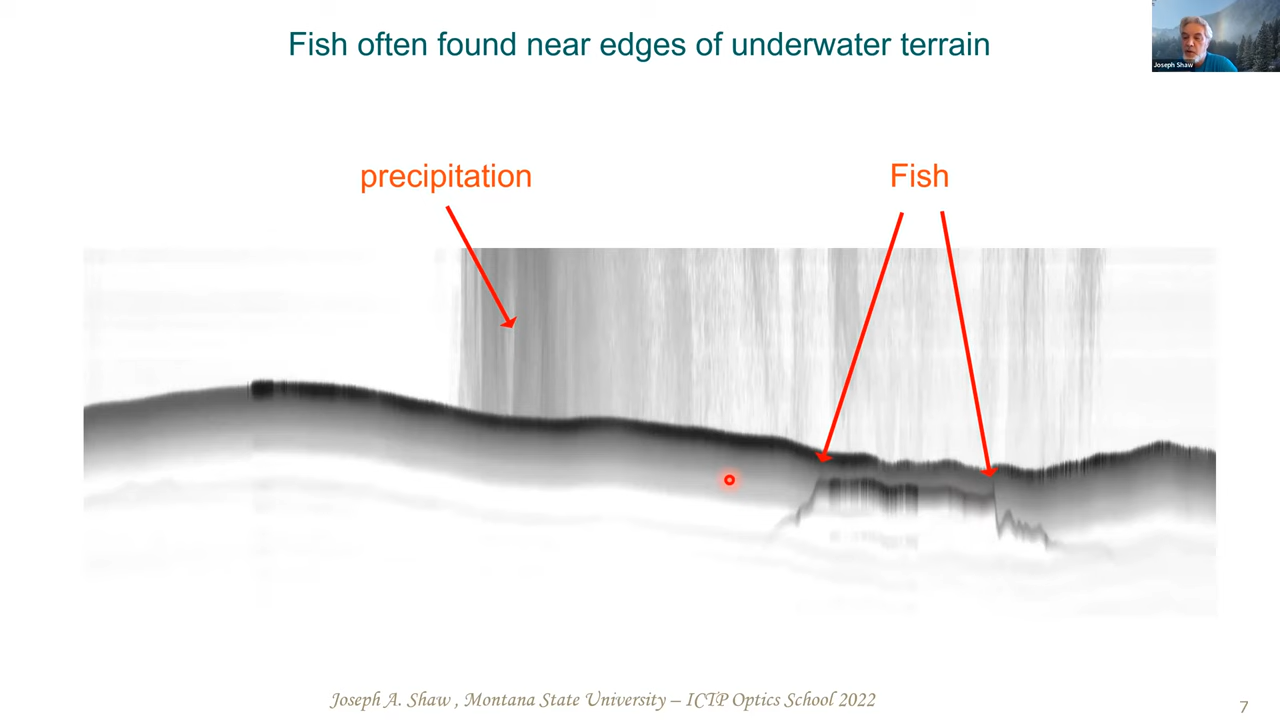 Fish often found near edges of underwater terrain
Joseph Shaw
precipitation
Fish
Joseph A. Shaw , Montana State University – ICTP Optics School 2022
7